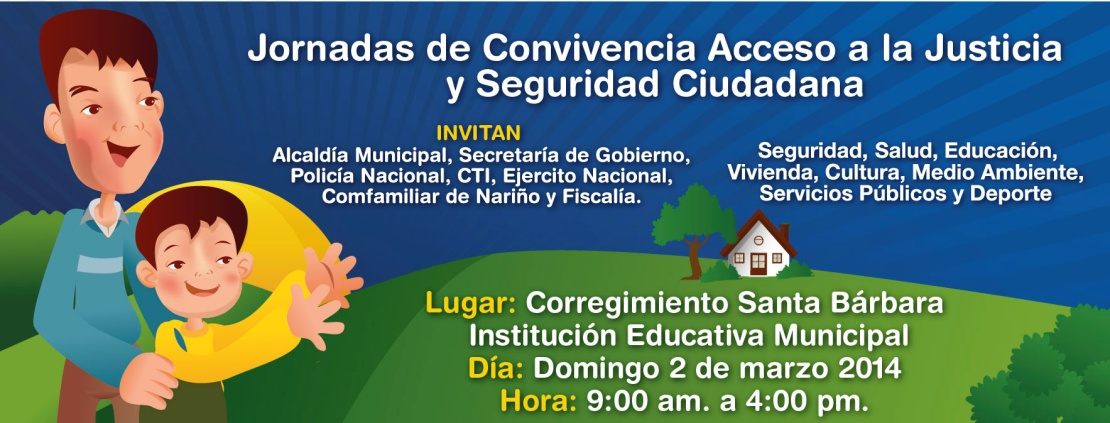 Jornadas de Convivencia Acceso a la Justicia
y Seguridad Ciudadana
INVITAN
Alcaldía Municipal, Secretaría de Gobierno,
Policía Nacional, CTI, Ejercito Nacional,
Comfamiliar de Nariño y Fiscalía.
Seguridad, Salud, Educación,
Vivienda, Cultura, Medio Ambiente,
Servicios Públicos y Deporte
Lugar: Corregimiento Santa Bárbara
Institución Educativa Municipal
Día: Domingo 2 de marzo 2014
Hora: 9:00 am. a 4:00 pm.